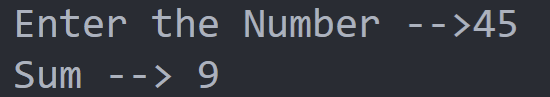 Enter the Number -->45
Sum --> 9